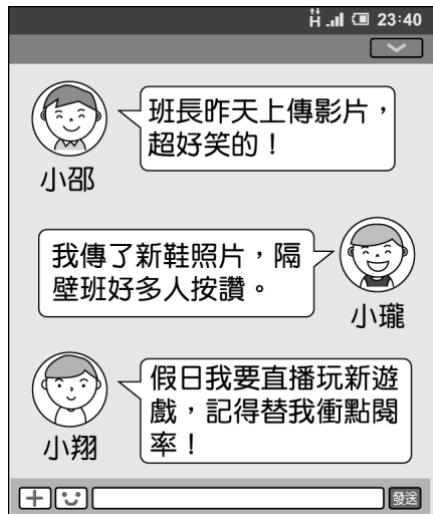 H 23:40
班長昨天上傳影片，
超好笑的！
小邵
我傳了新鞋照片，隔
壁班好多人按讚。
小瓏
假日我要直播玩新遊
戲，記得替我衝點閱
率！
小翔
發送